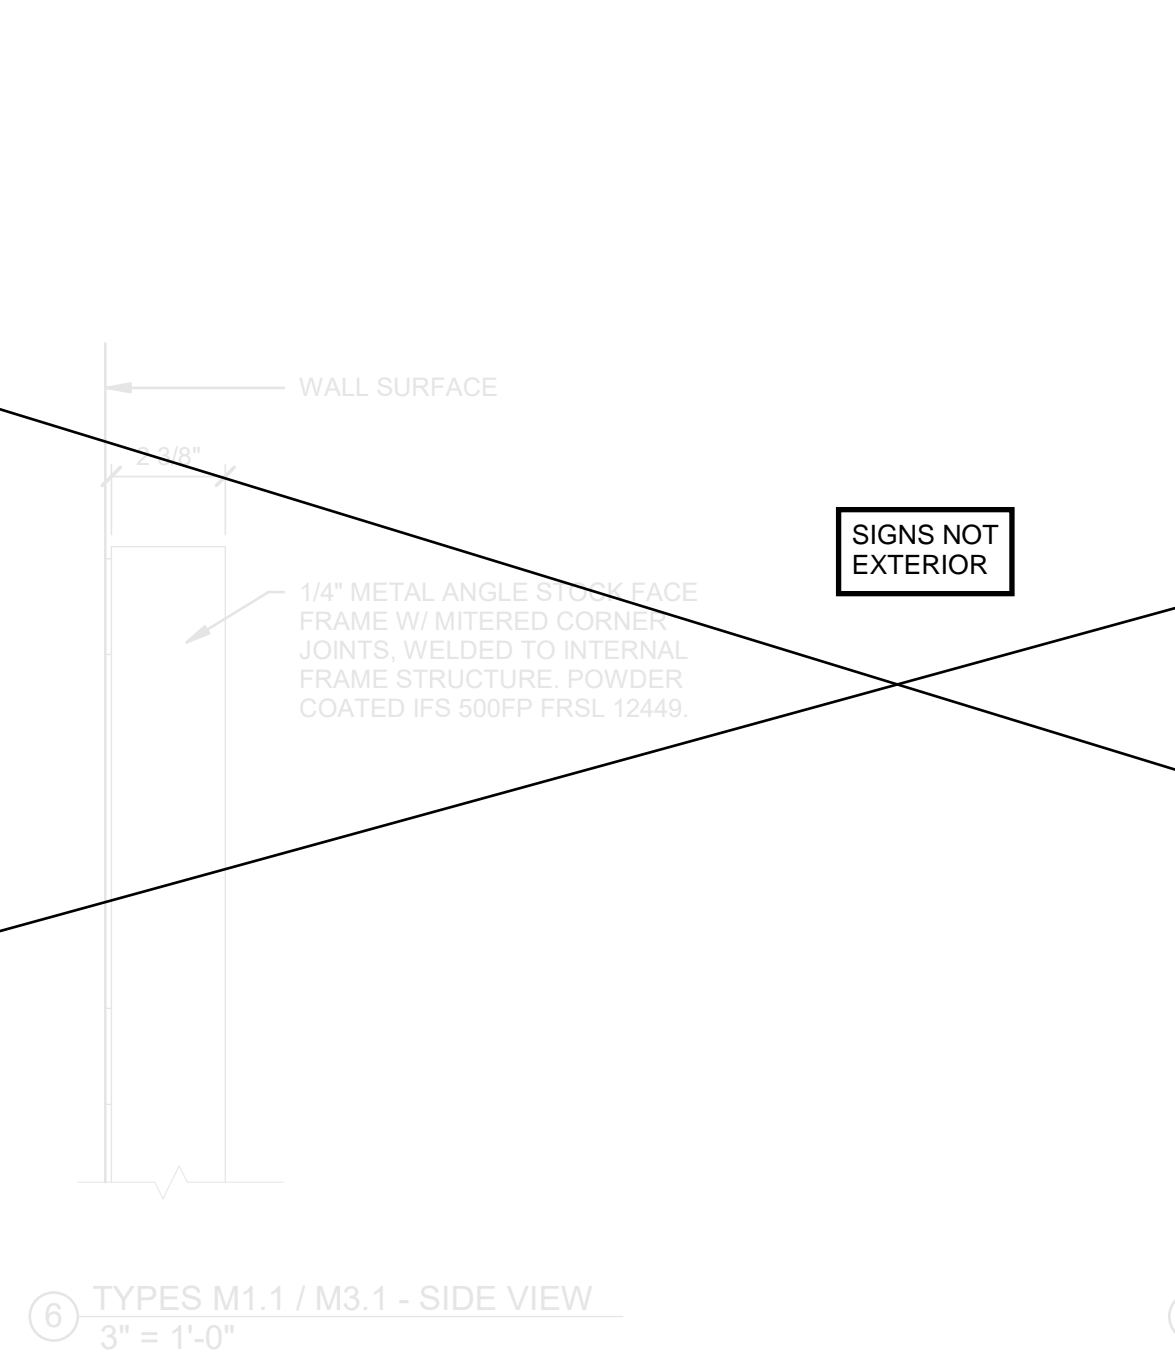 WALL SURFACE
2 3/8"
SIGNS NOT
EXTERIOR
1/4" METAL ANGLE STOCK FACE
FRAME W/ MITERED CORNER
JOINTS, WELDED TO INTERNAL
FRAME STRUCTURE. POWDER
COATED IFS 500FP FRSL 12449.
6
TYPES M1.1 / M3.1 - SIDE VIEW
3" = 1'-0"